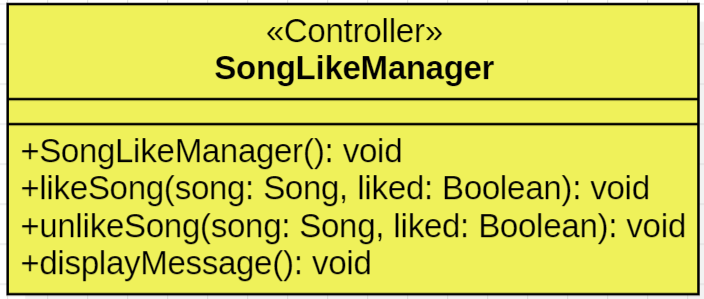 «Controller»
SongLikeManager
+SongLikeManager(): void
+likeSong(song: Song, liked: Boolean): void
+unlikeSong(song: Song, liked: Boolean): void
+displayMessage(): void